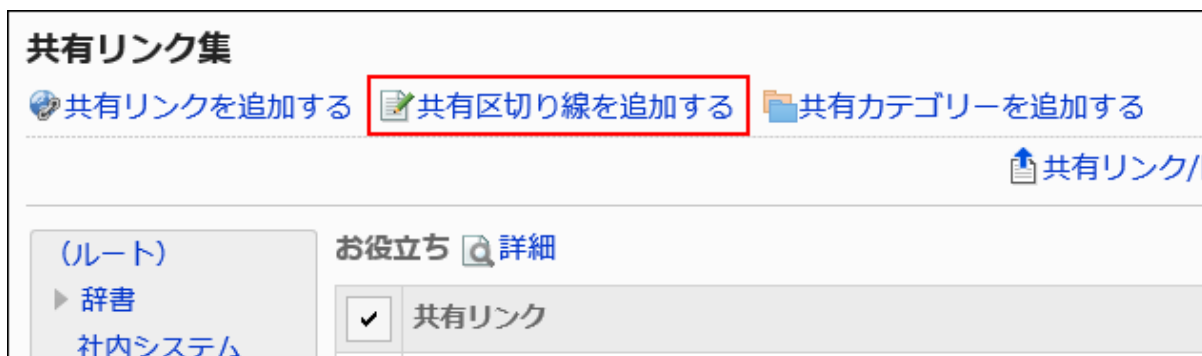 共有リンク集
共有リンクを追加する 共有区切り線を追加する 共有カテゴリーを追加する
共有リンク/
(ルート)
辞書
社内システム
お役立ち 詳細
共有リンク